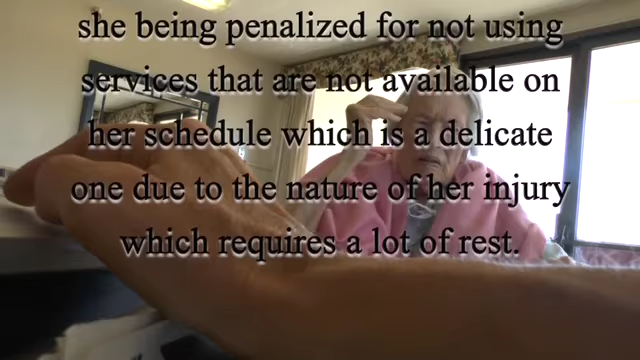 she being penalized for not using
services that are not available on
her schedule which is a delicate
one due to the nature of her injury
which requires a lot of rest.